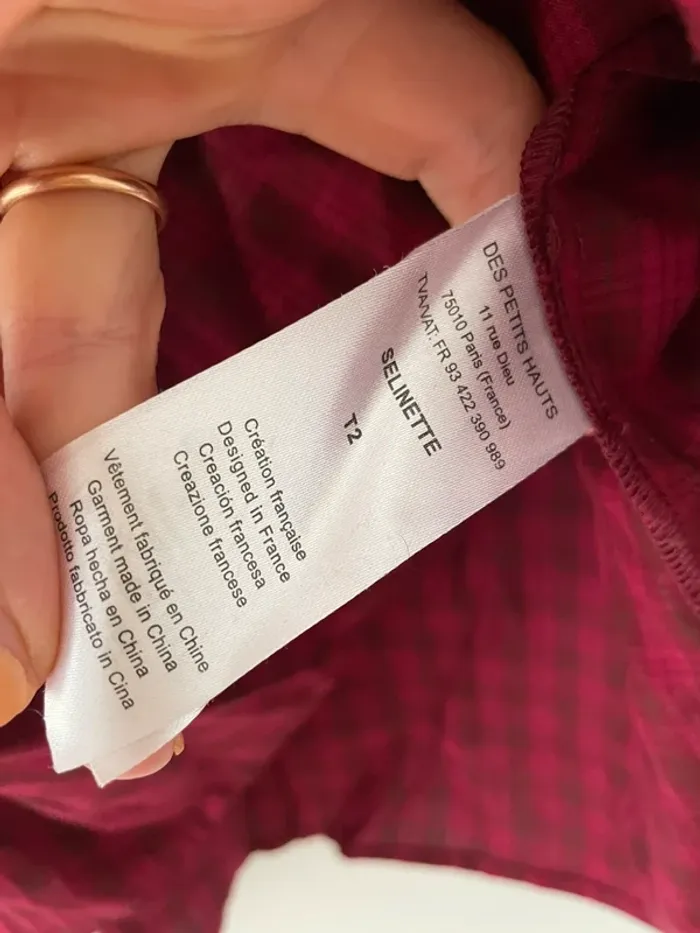 DES PETITS HAUTS
11 rue Dieu
75010 Paris (France)
TVA/VAT: FR 93 422 390 989
SELINETTE
T2
Création française
Designed in France
Creación francesa
Creazione francese
Vêtement fabriqué en Chine
Garment made in China
Ropa hecha en China
Prodotto fabbricato in Cina